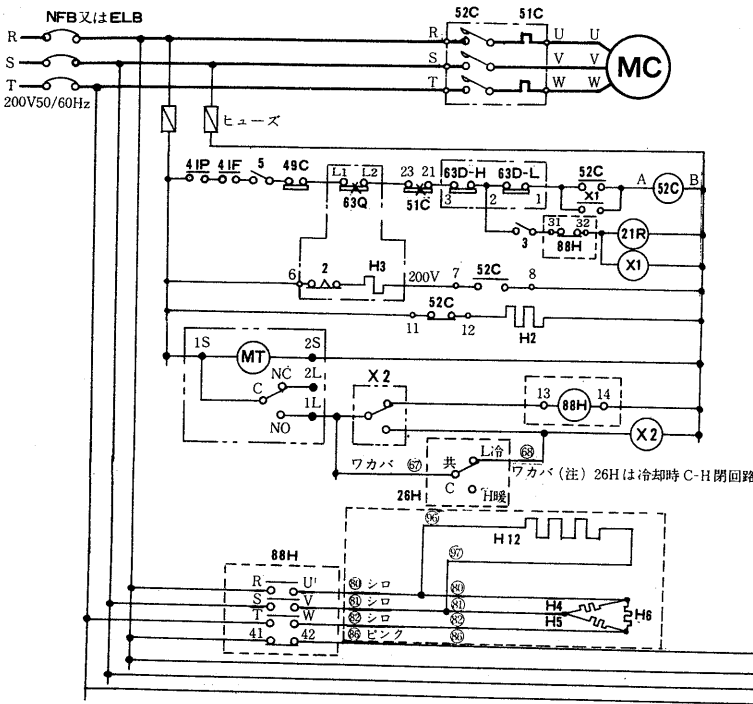 NFB又はELB
52C 51C
R R U U
S S V V MC
T T W W
200V50/60Hz
ヒューズ
41P 41F 5 49C L1 L2 23 21 63D-H 63D-L 52C A 52C B
63Q 51C 3 2 1 X1
3 31 32 21R
88H
X1
6 2 H3 200V 7 52C 8
52C
11 12 H2
1S MT 2S
NC 2L
C 1L
NO
X2
13 88H 14
X2
ワカバ 67 共 L冷 68
ワカバ (注) 26Hは冷却時C-H閉回路
26H C H暖
96
H12
97
88H
R U 80 シロ 80
S V 81 シロ 81 H4
T W 82 シロ 82 H5 H6
41 42 86 ピンク 86